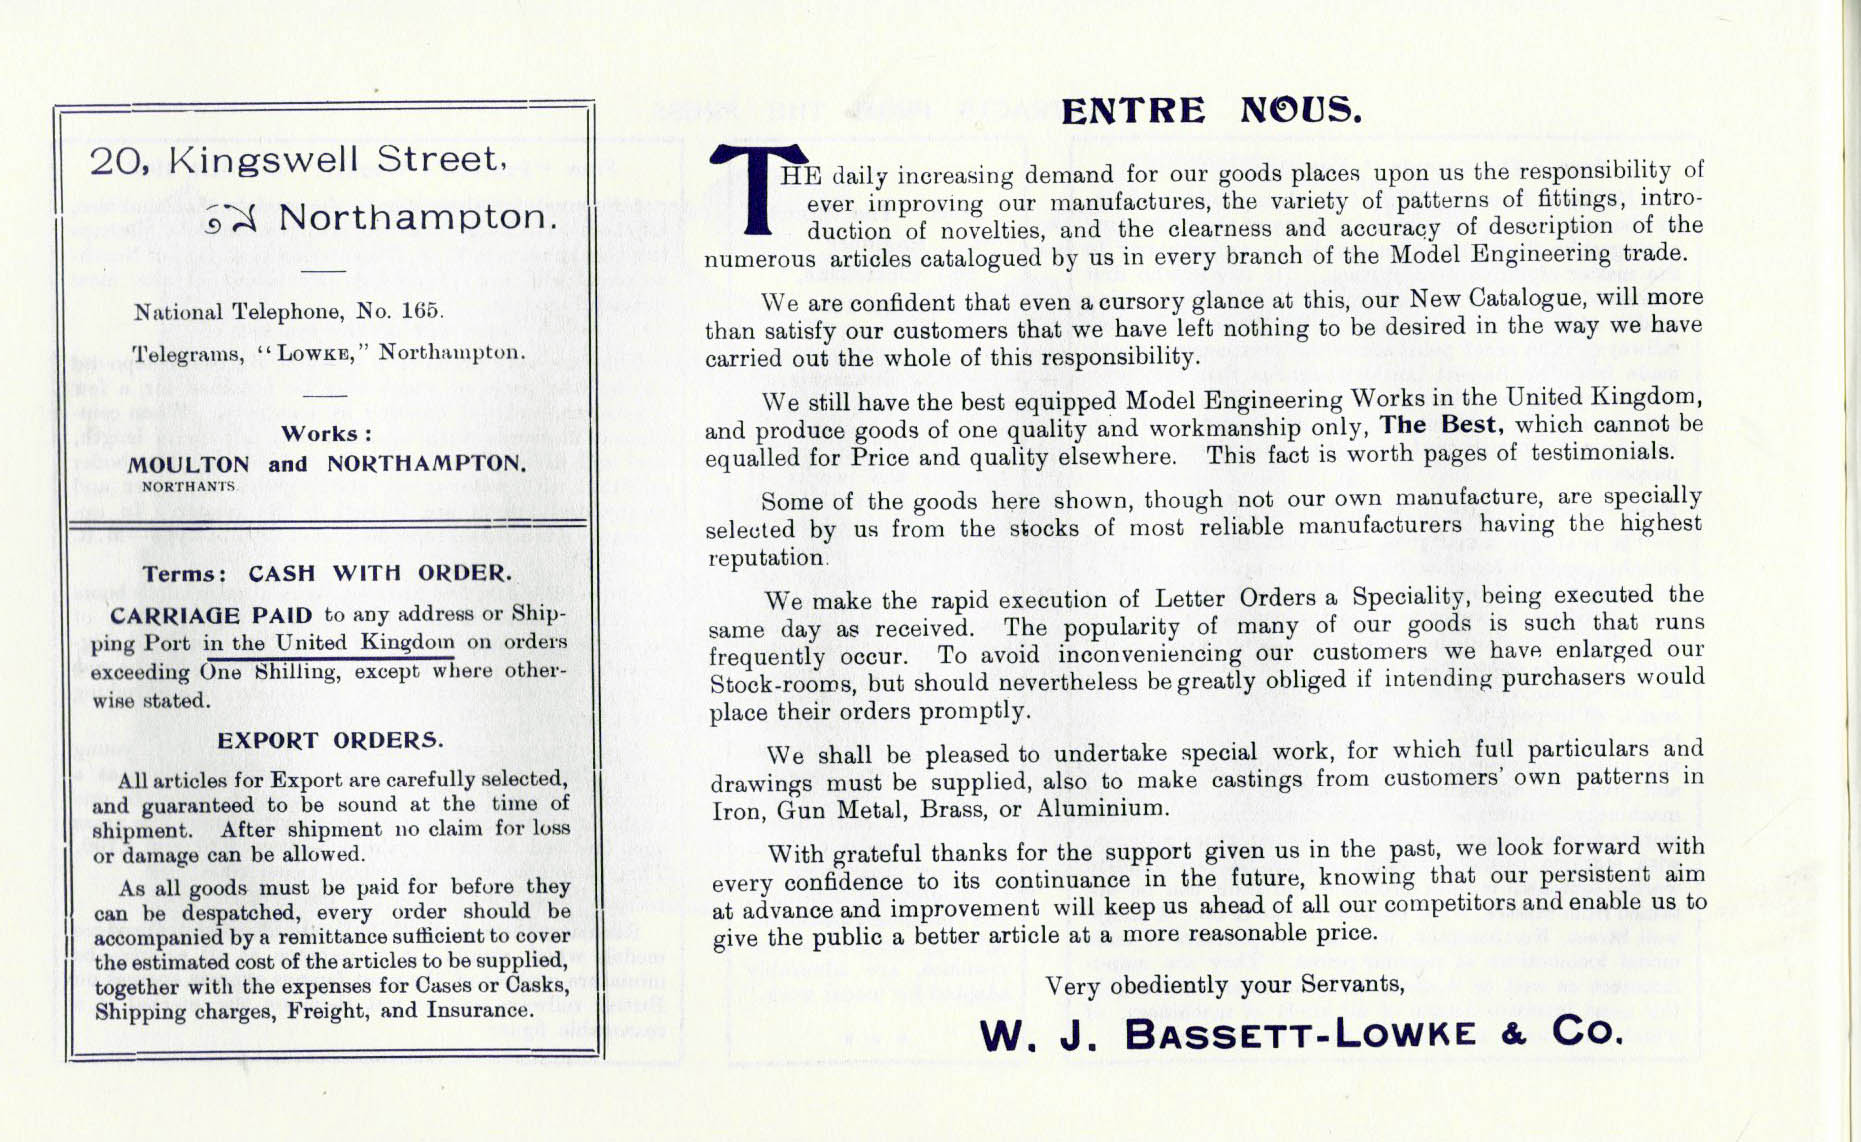 20, Kingswell Street,
Northampton.
National Telephone, No. 165.
Telegrams, "LOWKE," Northampton.
Works :
MOULTON and NORTHAMPTON.
NORTHANTS
Terms: CASH WITH ORDER.
CARRIAGE PAID to any address or Ship-
ping Port in the United Kingdom on orders
exceeding One Shilling, except where other-
wise stated.
EXPORT ORDERS.
All articles for Export are carefully selected,
and guaranteed to be sound at the time of
shipment. After shipment no claim for loss
or damage can be allowed.
As all goods must be paid for before they
can be despatched, every order should be
accompanied by a remittance sufficient to cover
the estimated cost of the articles to be supplied,
together with the expenses for Cases or Casks,
Shipping charges, Freight, and Insurance.
ENTRE NOUS.
THE daily increasing demand for our goods places upon us the responsibility of
ever improving our manufactures, the variety of patterns of fittings, intro-
duction of novelties, and the clearness and accuracy of description of the
numerous articles catalogued by us in every branch of the Model Engineering trade.
We are confident that even a cursory glance at this, our New Catalogue, will more
than satisfy our customers that we have left nothing to be desired in the way we have
carried out the whole of this responsibility.
We still have the best equipped Model Engineering Works in the United Kingdom,
and produce goods of one quality and workmanship only, The Best, which cannot be
equalled for Price and quality elsewhere. This fact is worth pages of testimonials.
Some of the goods here shown, though not our own manufacture, are specially
selected by us from the stocks of most reliable manufacturers having the highest
reputation.
We make the rapid execution of Letter Orders a Speciality, being executed the
same day as received. The popularity of many of our goods is such that runs
frequently occur. To avoid inconveniencing our customers we have enlarged our
Stock-rooms, but should nevertheless be greatly obliged if intending purchasers would
place their orders promptly.
We shall be pleased to undertake special work, for which full particulars and
drawings must be supplied, also to make castings from customers' own patterns in
Iron, Gun Metal, Brass, or Aluminium.
With grateful thanks for the support given us in the past, we look forward with
every confidence to its continuance in the future, knowing that our persistent aim
at advance and improvement will keep us ahead of all our competitors and enable us to
give the public a better article at a more reasonable price.
Very obediently your Servants,
W. J. BASSETT-LOWKE & CO.